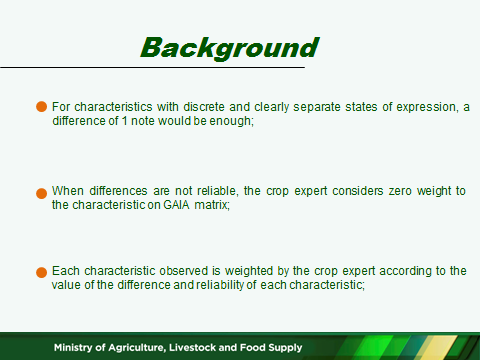 Background
For characteristics with discrete and clearly separate states of expression, a
difference of 1 note would be enough;
When differences are not reliable, the crop expert considers zero weight to
the characteristic on GAIA matrix;
Each characteristic observed is weighted by the crop expert according to the
value of the difference and reliability of each characteristic;
Ministry of Agriculture, Livestock and Food Supply